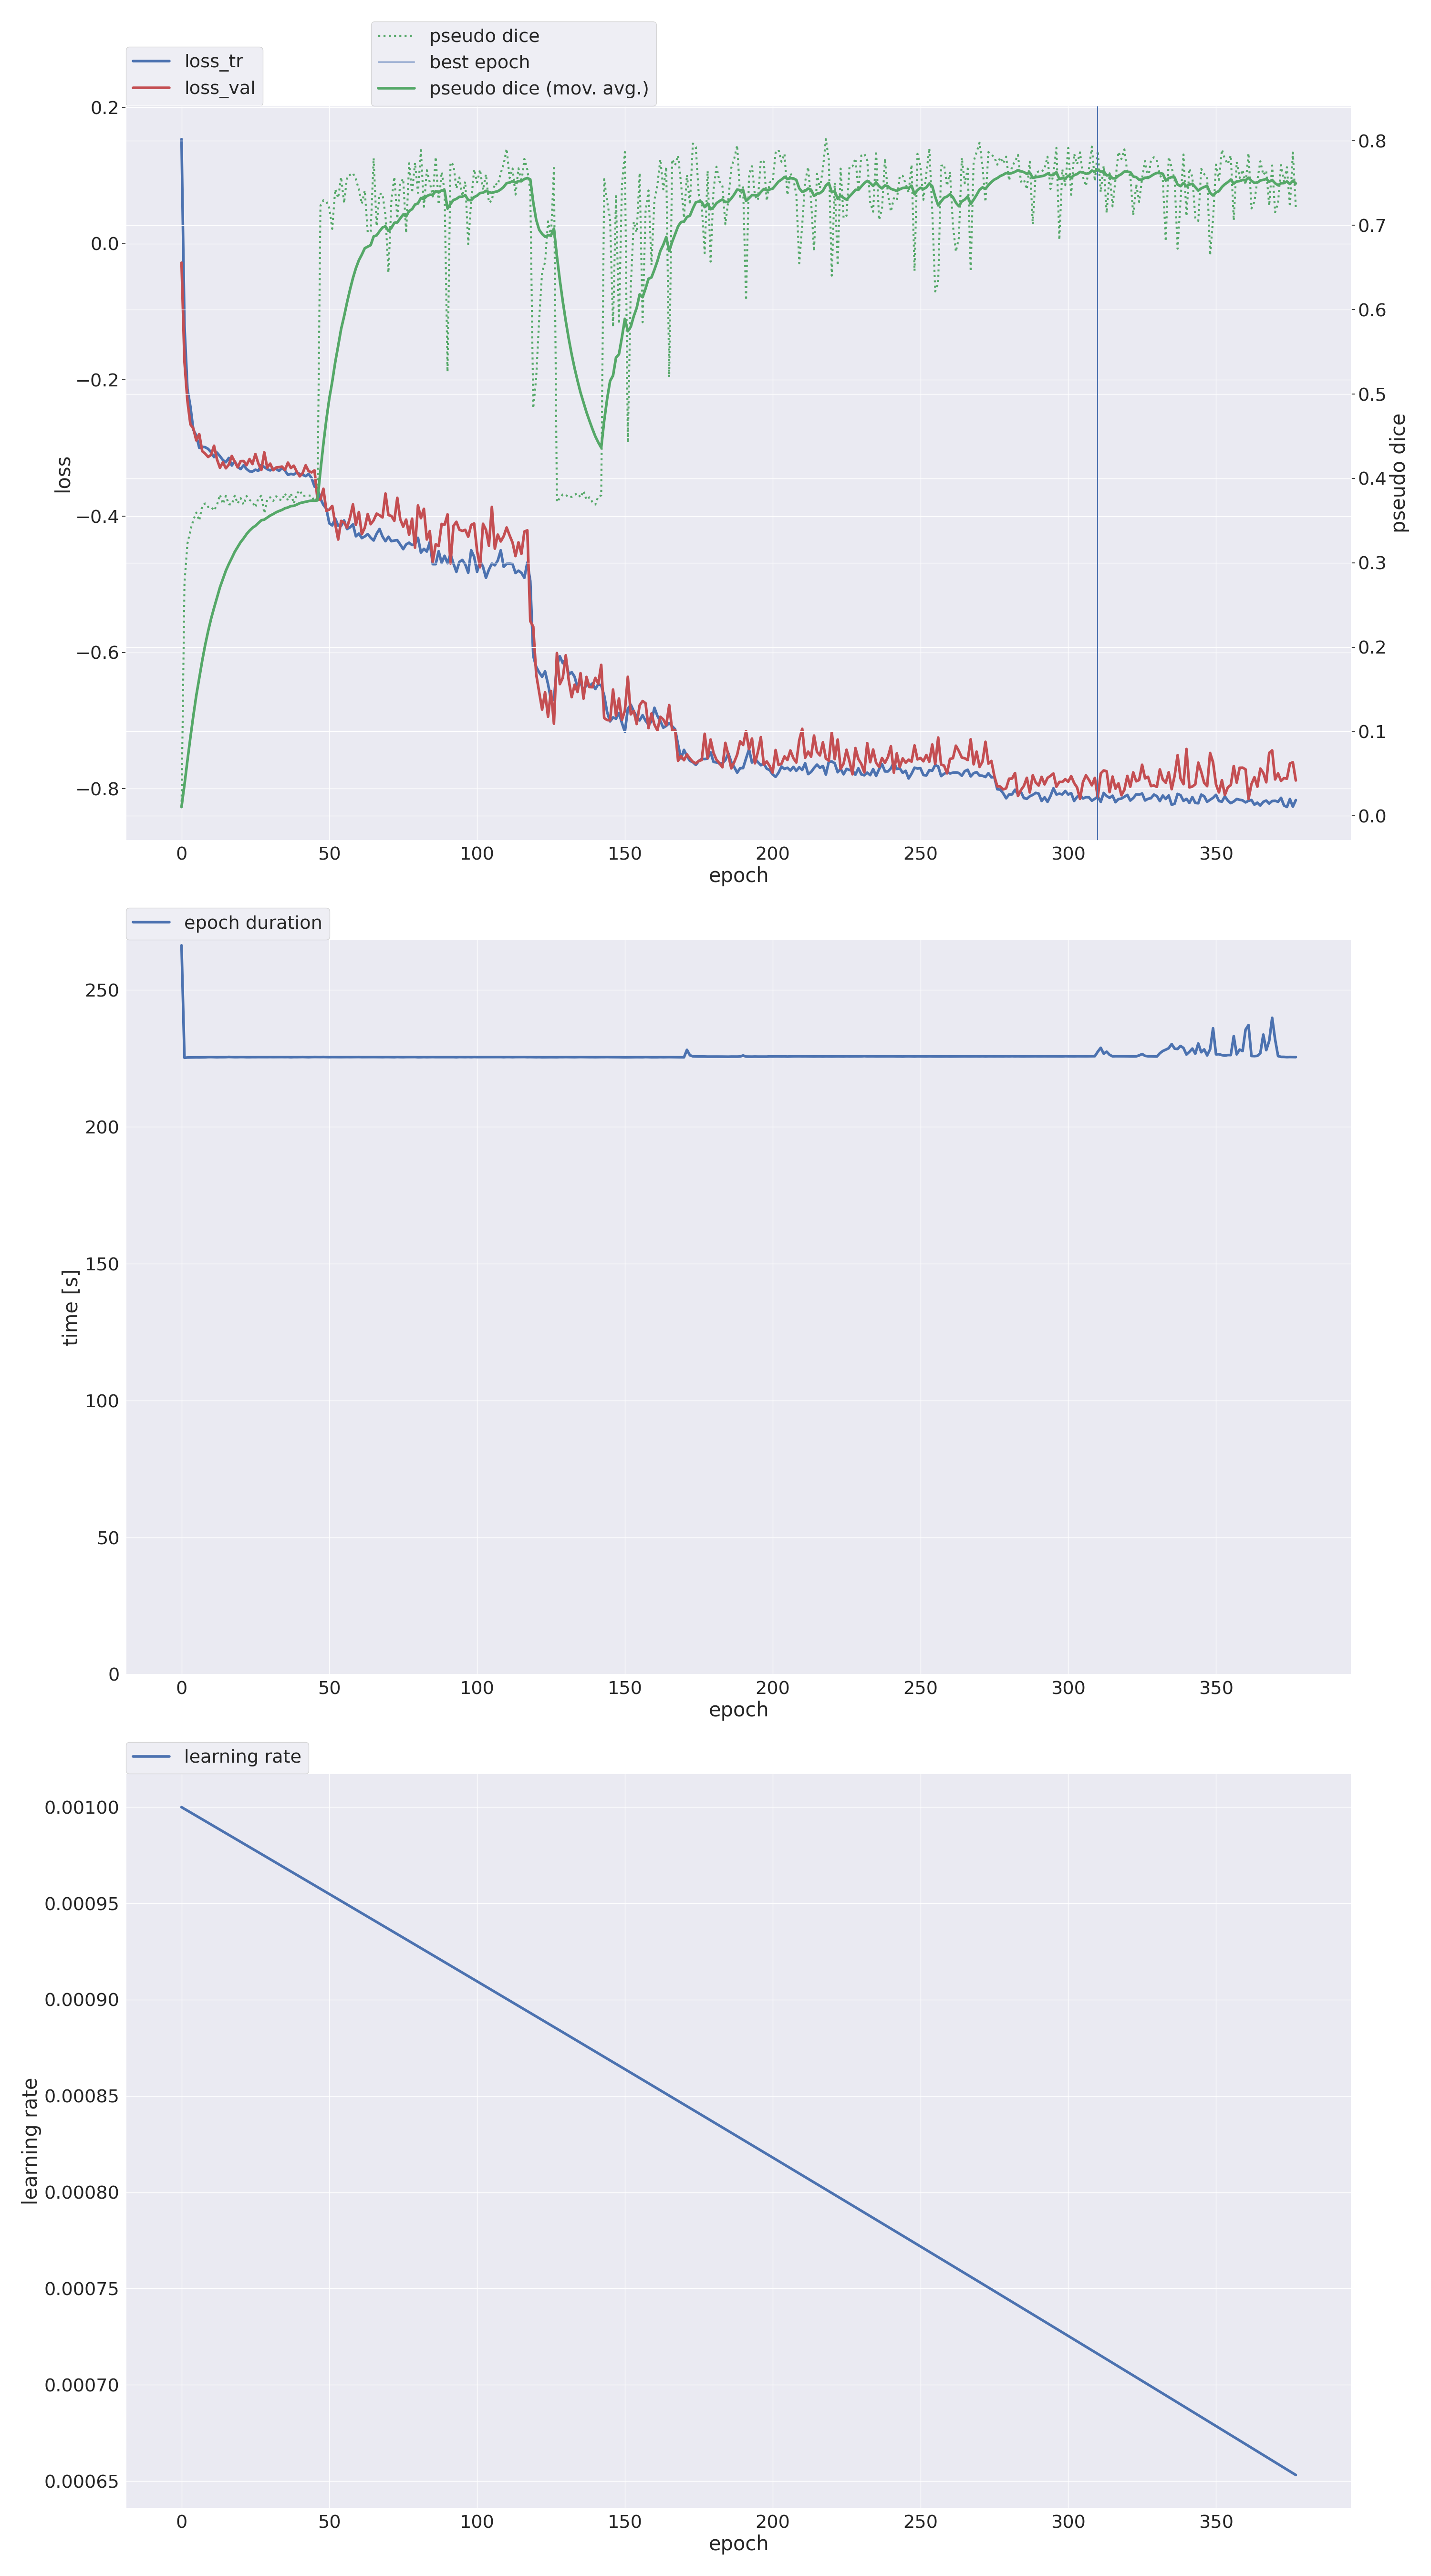 pseudo dice
best epoch
pseudo dice (mov. avg.)
loss_tr
loss_val
0.2
0.0
−0.2
−0.4
−0.6
−0.8
loss
0.8
0.7
0.6
0.5
0.4
0.3
0.2
0.1
0.0
pseudo dice
0 50 100 150 200 250 300 350
epoch
epoch duration
250
200
150
100
50
0
time [s]
0 50 100 150 200 250 300 350
epoch
learning rate
0.00100
0.00095
0.00090
0.00085
0.00080
0.00075
0.00070
0.00065
learning rate
0 50 100 150 200 250 300 350
epoch